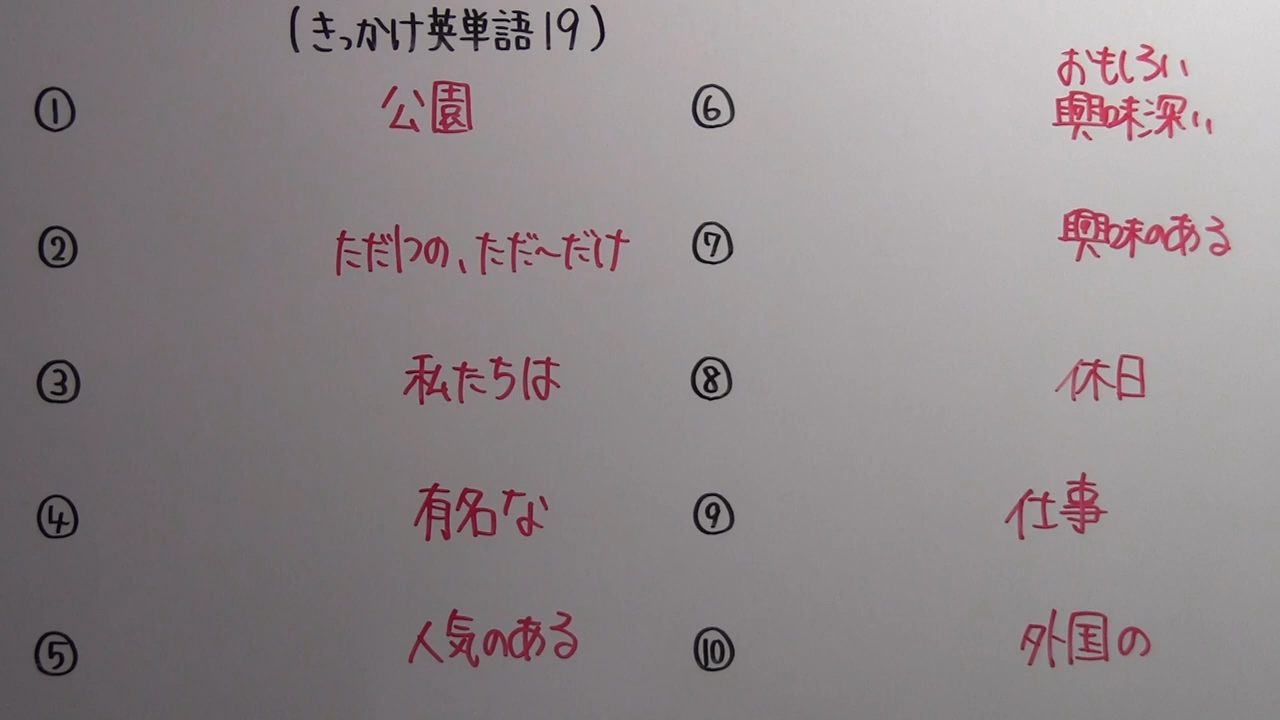 (きっかけ英単語19)
① 公園
② ただ1つの、ただ〜だけ
③ 私たちは
④ 有名な
⑤ 人気のある
⑥ おもしろい
興味深い
⑦ 興味のある
⑧ 休日
⑨ 仕事
⑩ 外国の